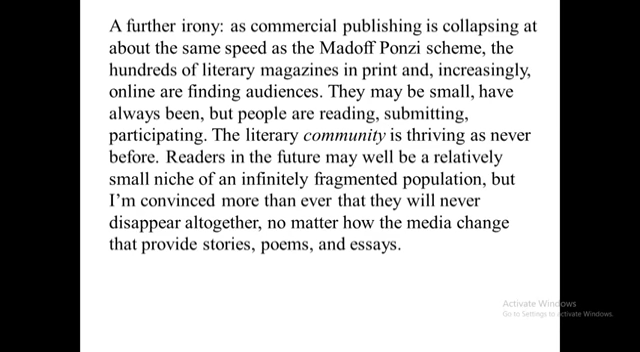 A further irony: as commercial publishing is collapsing at
about the same speed as the Madoff Ponzi scheme, the
hundreds of literary magazines in print and, increasingly,
online are finding audiences. They may be small, have
always been, but people are reading, submitting,
participating. The literary community is thriving as never
before. Readers in the future may well be a relatively
small niche of an infinitely fragmented population, but
I'm convinced more than ever that they will never
disappear altogether, no matter how the media change
that provide stories, poems, and essays.
Activate Windows
Go to Settings to activate Windows.